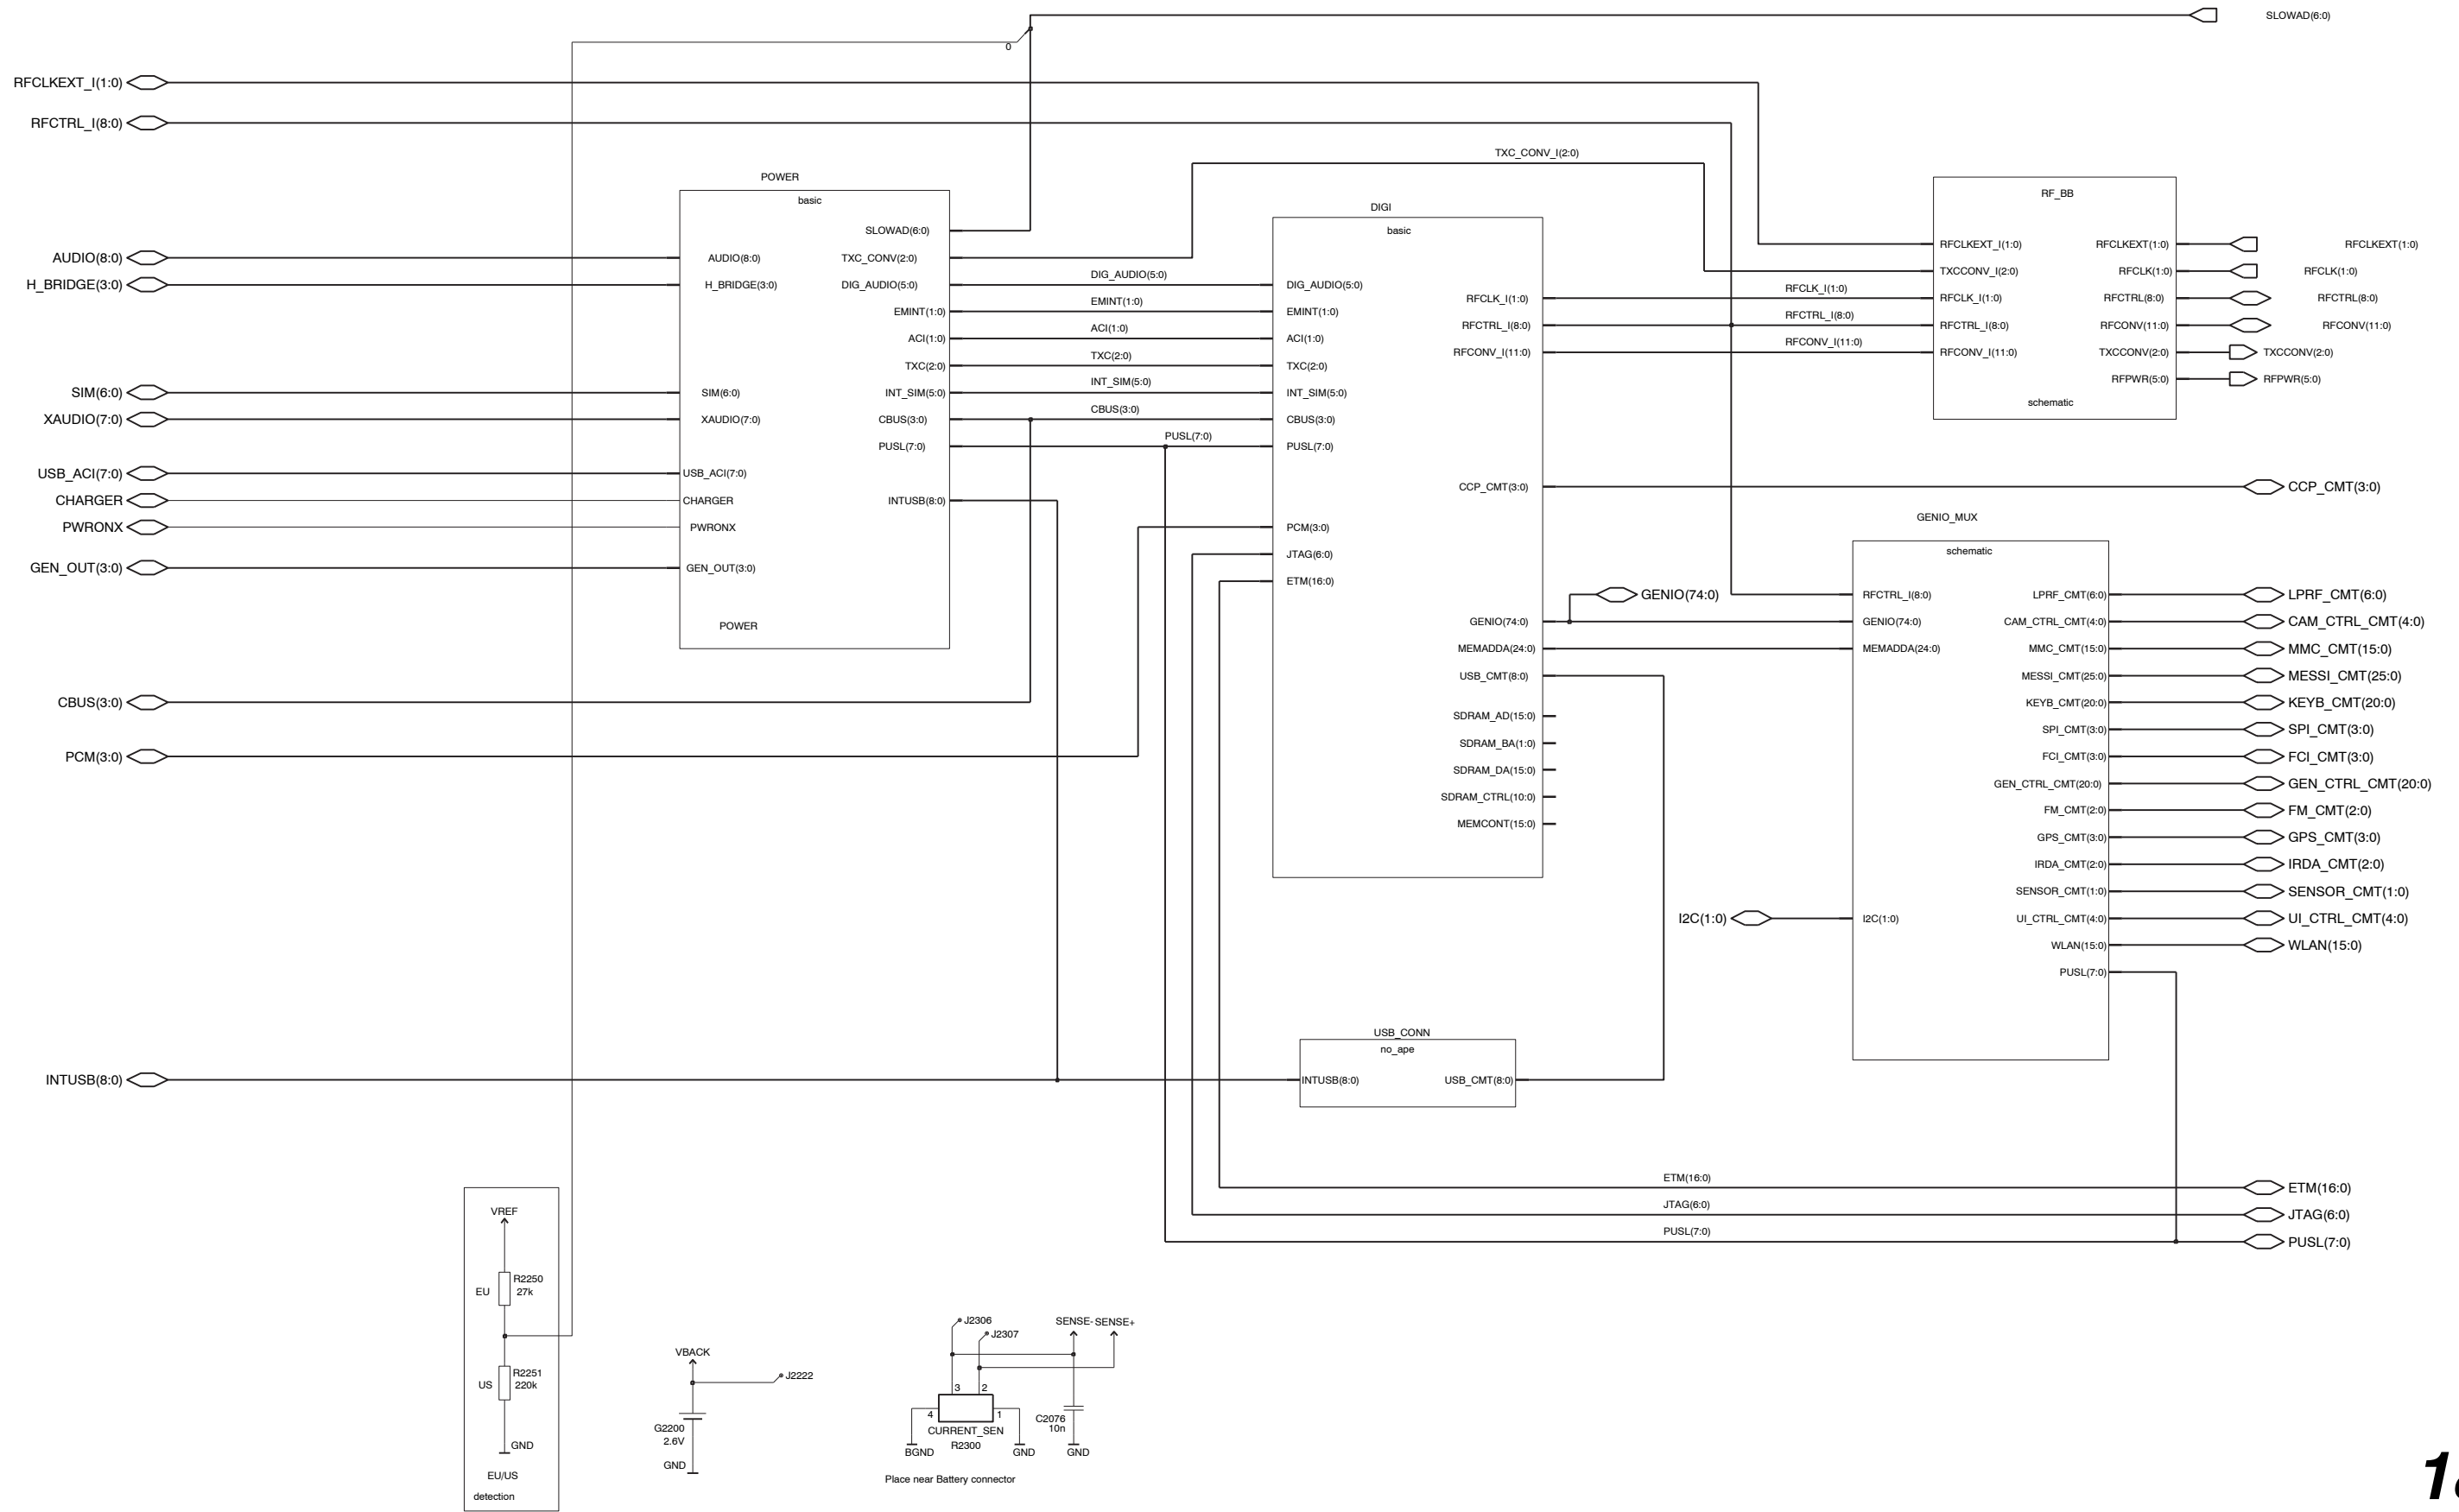 SLOWAD(6:0)
0
RFCLKEXT_I(1:0)
RFCTRL_I(8:0)
TXC_CONV_I(2:0)
AUDIO(8:0)
H_BRIDGE(3:0)
SIM(6:0)
XAUDIO(7:0)
USB_ACI(7:0)
CHARGER
PWRONX
GEN_OUT(3:0)
CBUS(3:0)
PCM(3:0)
INTUSB(8:0)
POWER
basic
AUDIO(8:0)
H_BRIDGE(3:0)
SIM(6:0)
XAUDIO(7:0)
USB_ACI(7:0)
CHARGER
PWRONX
GEN_OUT(3:0)
SLOWAD(6:0)
TXC_CONV(2:0)
DIG_AUDIO(5:0)
EMINT(1:0)
ACI(1:0)
TXC(2:0)
INT_SIM(5:0)
CBUS(3:0)
PUSL(7:0)
INTUSB(8:0)
POWER
DIG_AUDIO(5:0)
EMINT(1:0)
ACI(1:0)
TXC(2:0)
INT_SIM(5:0)
CBUS(3:0)
PUSL(7:0)
DIGI
basic
DIG_AUDIO(5:0)
EMINT(1:0)
ACI(1:0)
TXC(2:0)
INT_SIM(5:0)
CBUS(3:0)
PUSL(7:0)
PCM(3:0)
JTAG(6:0)
ETM(16:0)
RFCLK_I(1:0)
RFCTRL_I(8:0)
RFCONV_I(11:0)
CCP_CMT(3:0)
GENIO(74:0)
MEMADDA(24:0)
USB_CMT(8:0)
SDRAM_AD(15:0)
SDRAM_BA(1:0)
SDRAM_DA(15:0)
SDRAM_CTRL(10:0)
MEMCONT(15:0)
RFCLK_I(1:0)
RFCTRL_I(8:0)
RFCONV_I(11:0)
GENIO(74:0)
RF_BB
RFCLKEXT_I(1:0)
TXCCONV_I(2:0)
RFCLK_I(1:0)
RFCTRL_I(8:0)
RFCONV_I(11:0)
RFCLKEXT(1:0)
RFCLK(1:0)
RFCTRL(8:0)
RFCONV(11:0)
TXCCONV(2:0)
RFPWR(5:0)
schematic
RFCLKEXT(1:0)
RFCLK(1:0)
RFCTRL(8:0)
RFCONV(11:0)
TXCCONV(2:0)
RFPWR(5:0)
CCP_CMT(3:0)
GENIO_MUX
schematic
RFCTRL_I(8:0)
GENIO(74:0)
MEMADDA(24:0)
I2C(1:0)
I2C(1:0)
LPRF_CMT(6:0)
CAM_CTRL_CMT(4:0)
MMC_CMT(15:0)
MESSI_CMT(25:0)
KEYB_CMT(20:0)
SPI_CMT(3:0)
FCI_CMT(3:0)
GEN_CTRL_CMT(20:0)
FM_CMT(2:0)
GPS_CMT(3:0)
IRDA_CMT(2:0)
SENSOR_CMT(1:0)
UI_CTRL_CMT(4:0)
WLAN(15:0)
PUSL(7:0)
LPRF_CMT(6:0)
CAM_CTRL_CMT(4:0)
MMC_CMT(15:0)
MESSI_CMT(25:0)
KEYB_CMT(20:0)
SPI_CMT(3:0)
FCI_CMT(3:0)
GEN_CTRL_CMT(20:0)
FM_CMT(2:0)
GPS_CMT(3:0)
IRDA_CMT(2:0)
SENSOR_CMT(1:0)
UI_CTRL_CMT(4:0)
WLAN(15:0)
USB_CONN
no_ape
INTUSB(8:0)
USB_CMT(8:0)
ETM(16:0)
JTAG(6:0)
PUSL(7:0)
ETM(16:0)
JTAG(6:0)
PUSL(7:0)
VREF
EU
R2250
27k
US
R2251
220k
GND
EU/US
detection
VBACK
J2222
G2200
2.6V
GND
J2306
J2307
SENSE-
SENSE+
3
2
4
1
CURRENT_SEN
R2300
BGND
GND
C2076
10n
GND
Place near Battery connector